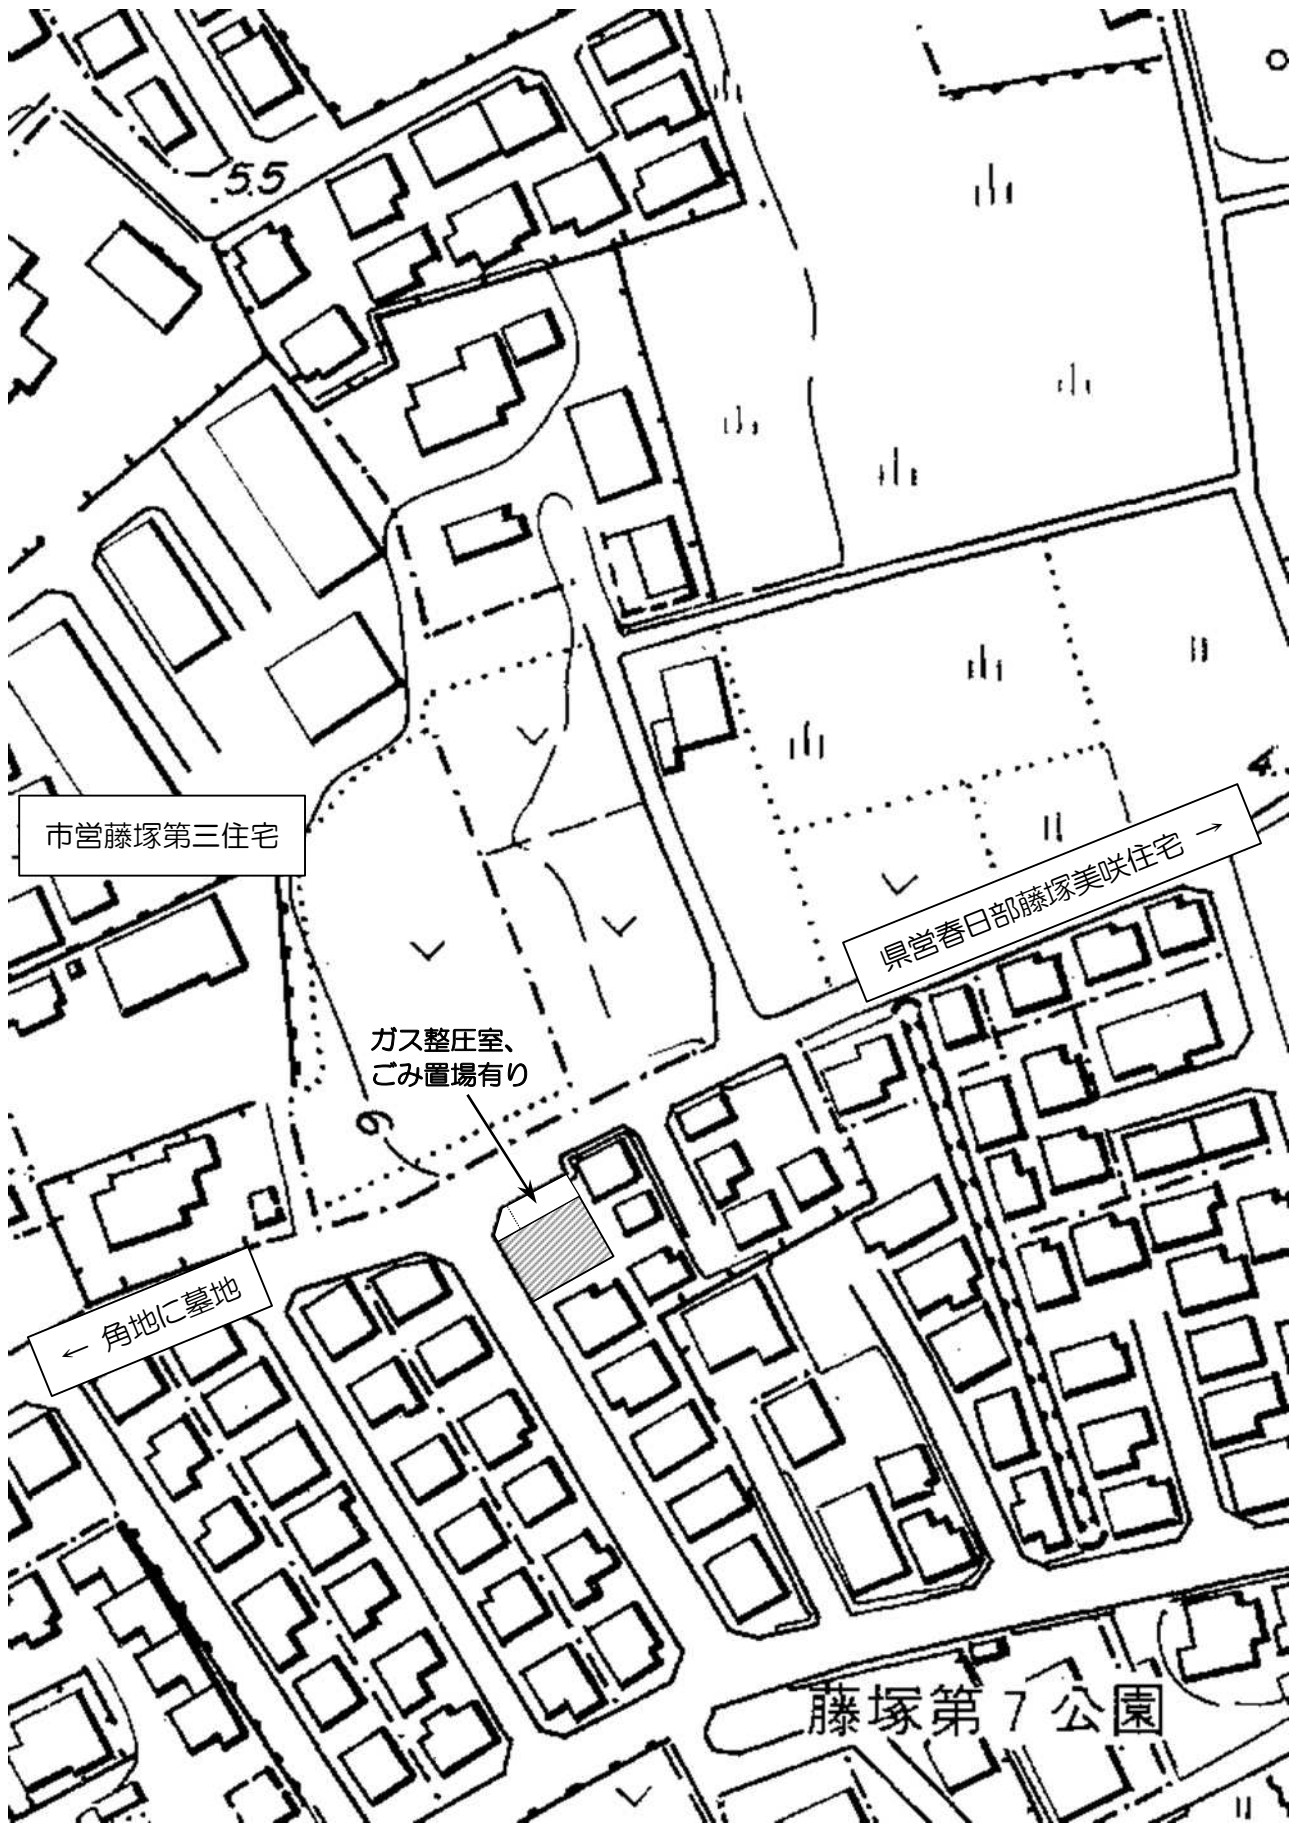 .5.5
市営藤塚第三住宅
県営春日部藤塚美咲住宅 →
ガス整圧室、
ごみ置場有り
← 角地に墓地
藤塚第7公園